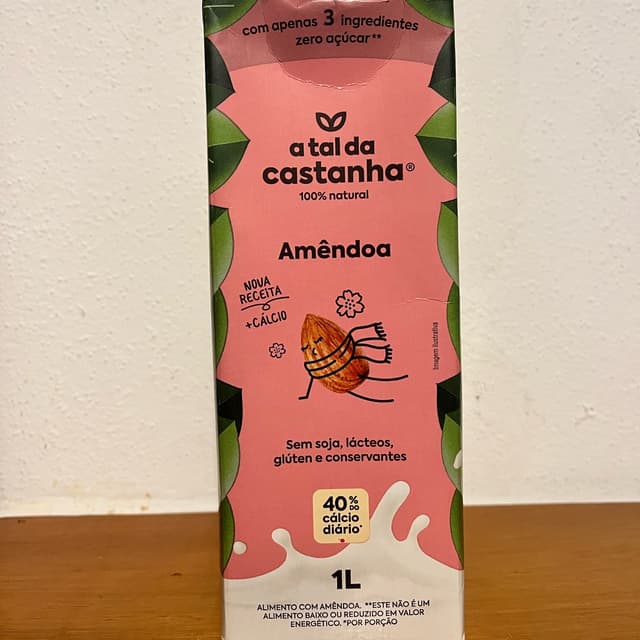 com apenas 3 ingredientes
zero açúcar**
a tal da
castanha®
100% natural
Amêndoa
NOVA
RECEITA
+CÁLCIO
Imagem ilustrativa
Sem soja, lácteos,
glúten e conservantes
40% DO
cálcio
diário*
1L
ALIMENTO COM AMÊNDOA. **ESTE NÃO É UM
ALIMENTO BAIXO OU REDUZIDO EM VALOR
ENERGÉTICO. *POR PORÇÃO